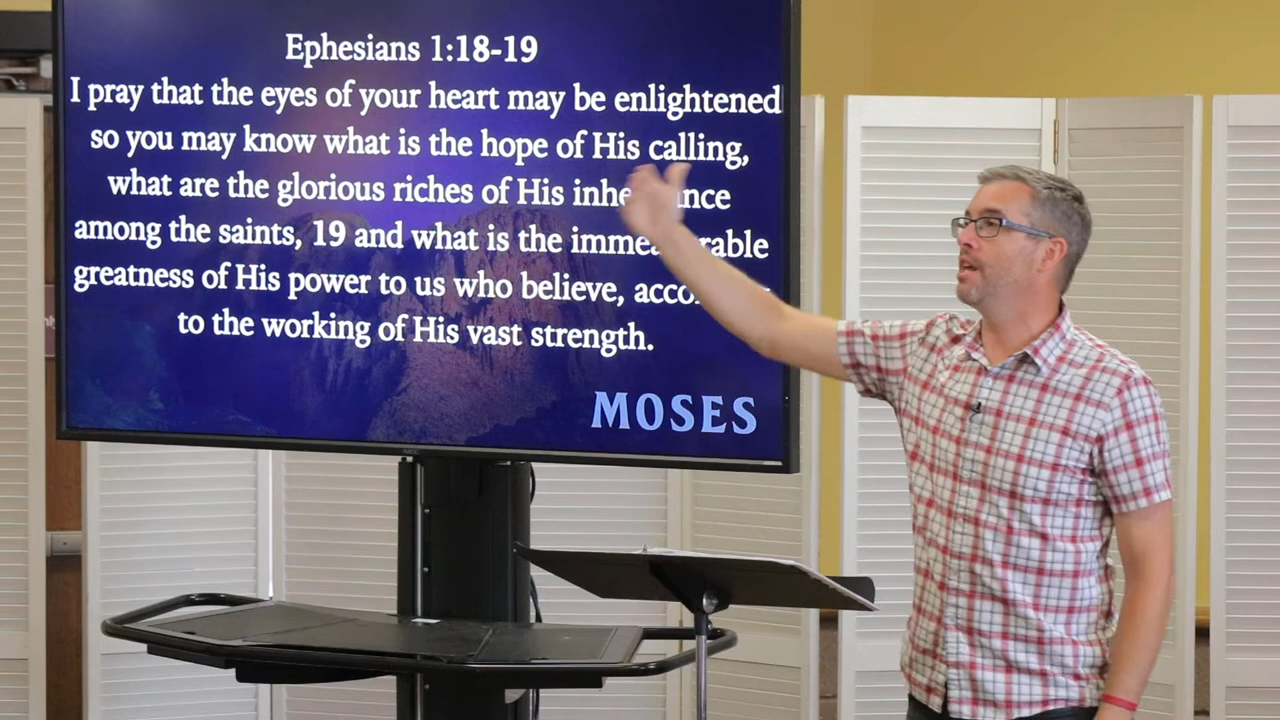 Ephesians 1:18-19
I pray that the eyes of your heart may be enlightened
so you may know what is the hope of His calling,
what are the glorious riches of His
among the saints, 19 and what is the
greatness of His power to us who believe,
to the working of His vast strength.
MOSES
NEC